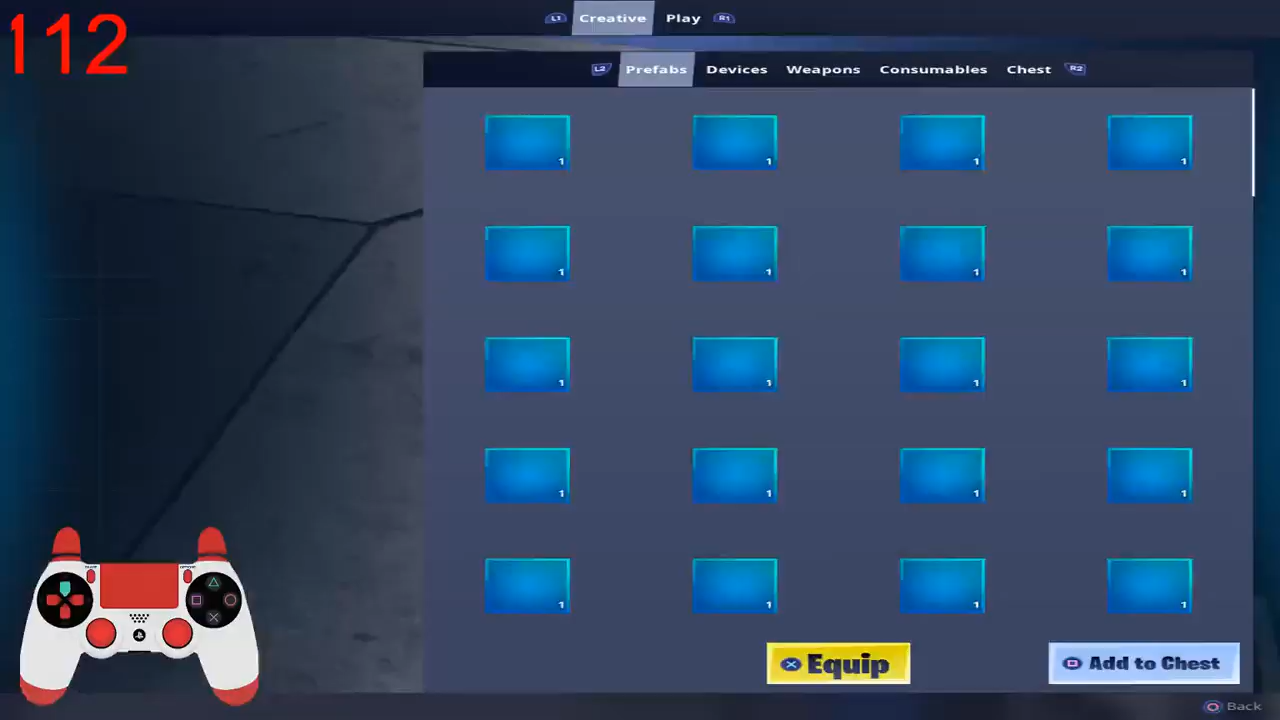 112
L1 Creative Play R1
L2 Prefabs Devices Weapons Consumables Chest R2
1 1 1 1
1 1 1 1
1 1 1 1
1 1 1 1
1 1 1 1
Equip
Add to Chest
Back